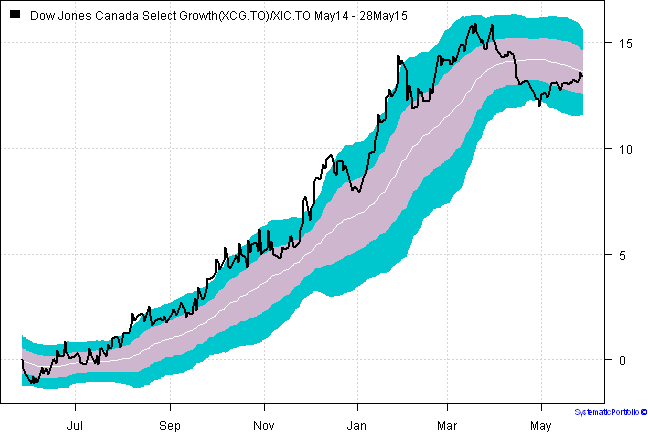 Dow Jones Canada Select Growth(XCG.TO)/XIC.TO May14 - 28May15
15
10
5
0
Jul Sep Nov Jan Mar May
SystematicPortfolio ©